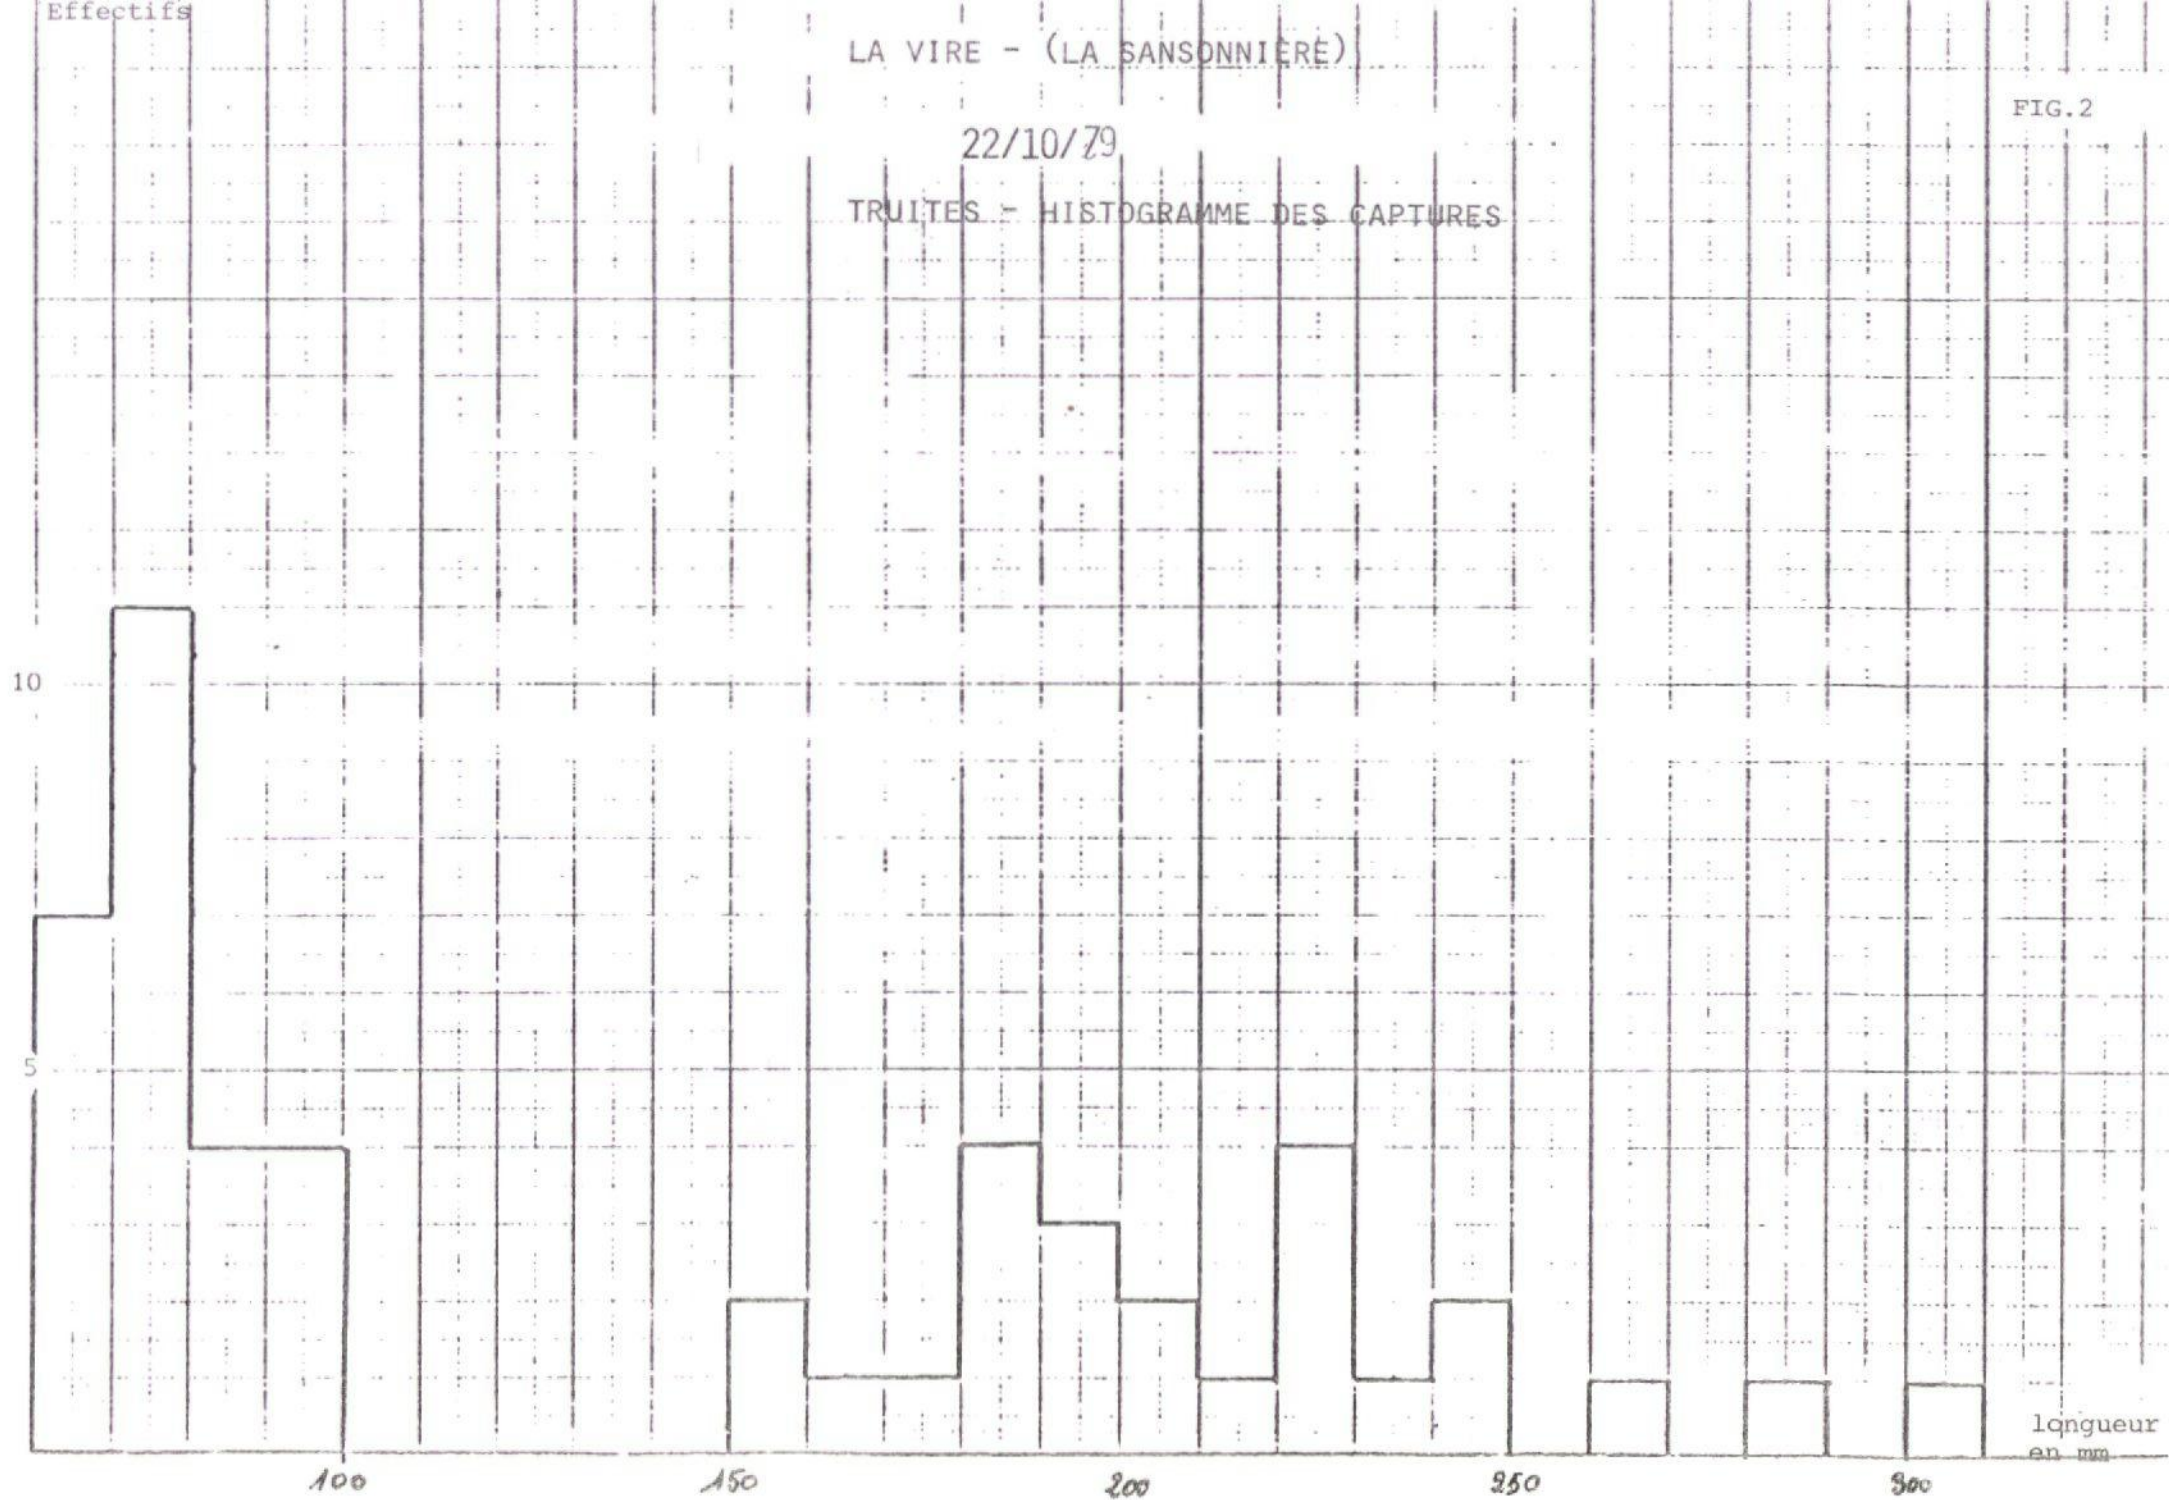 Effectifs
LA VIRE - (LA SANSONNIÈRE)
FIG.2
22/10/79
TRUITES - HISTOGRAMME DES CAPTURES
10
5
longueur
en mm
100 150 200 250 300